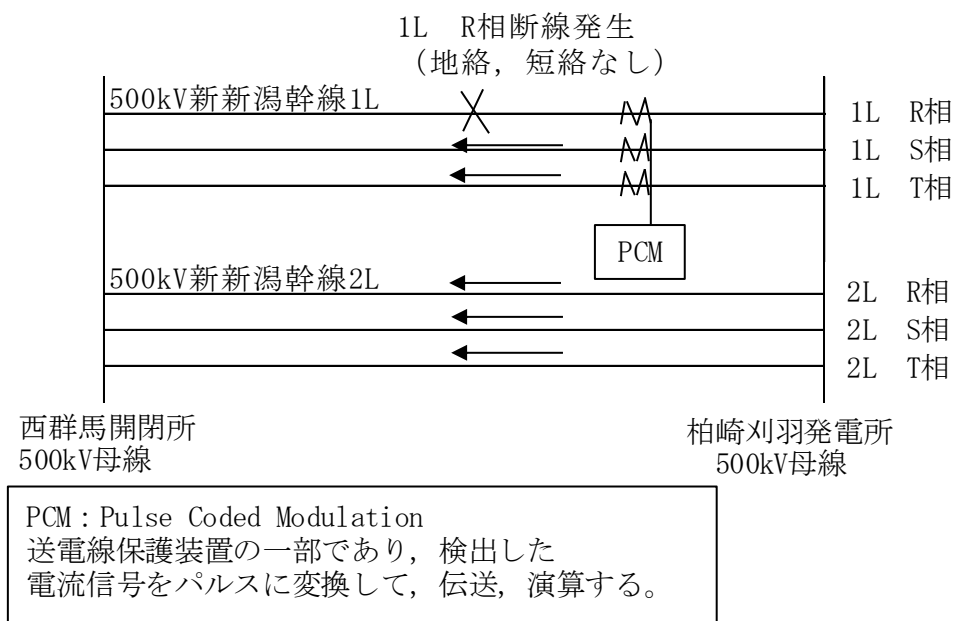 1L　R相断線発生
（地絡，短絡なし）
500kV新新潟幹線1L
1L　R相
1L　S相
1L　T相
PCM
500kV新新潟幹線2L
2L　R相
2L　S相
2L　T相
西群馬開閉所
500kV母線
柏崎刈羽発電所
500kV母線
PCM：Pulse Coded Modulation
送電線保護装置の一部であり，検出した
電流信号をパルスに変換して，伝送，演算する。